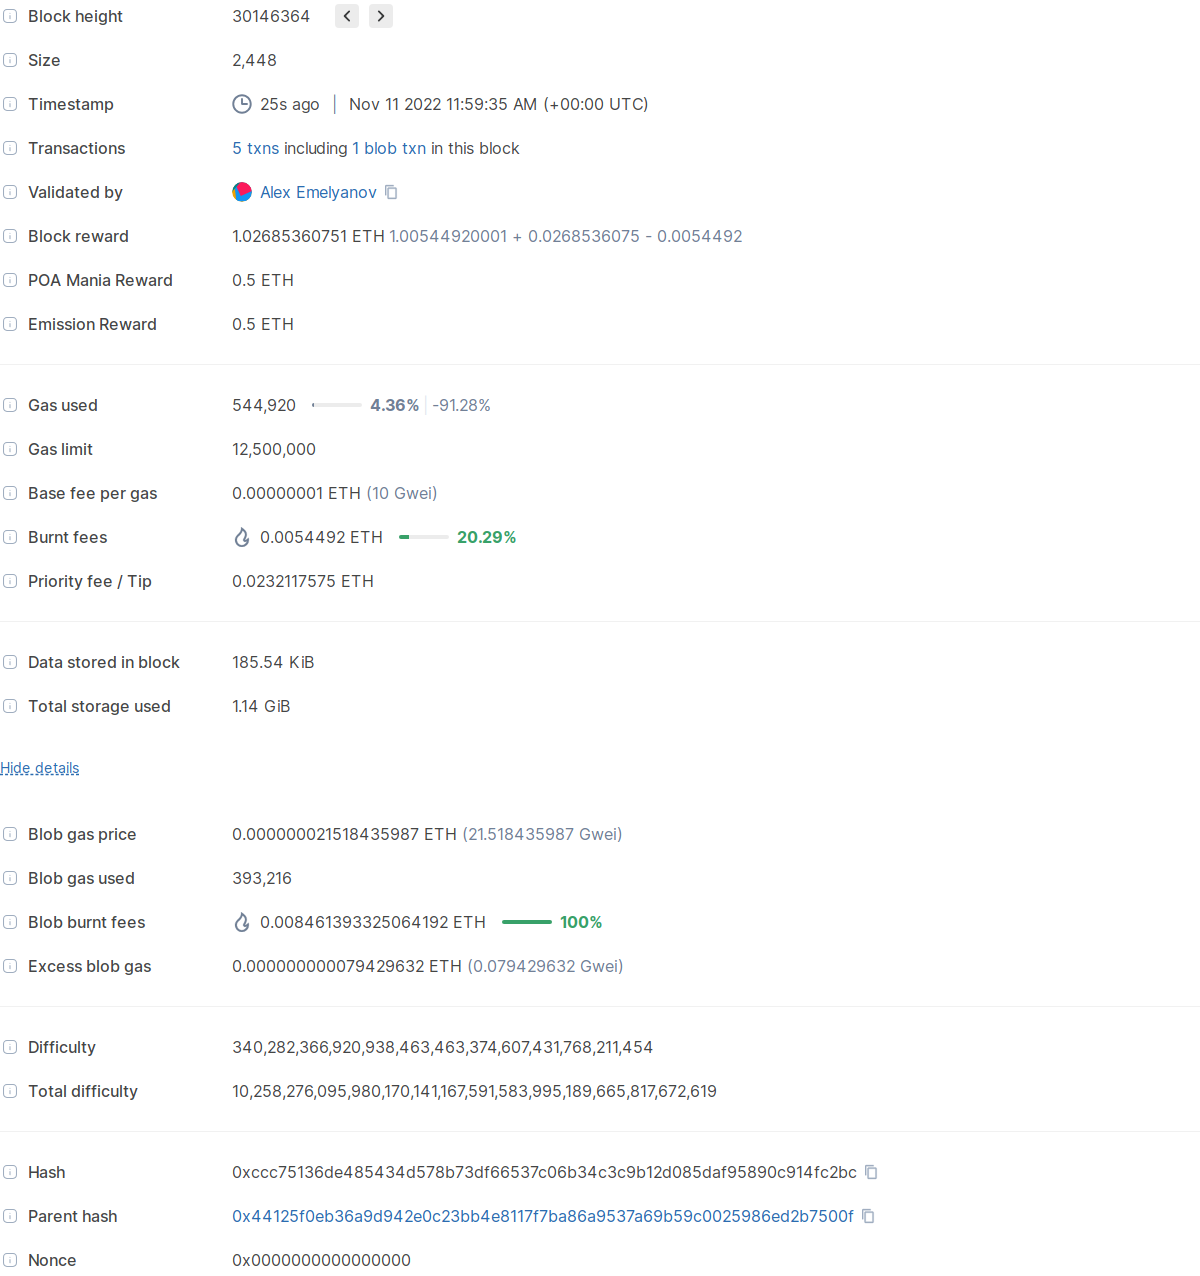 Block height 30146364
Size 2,448
Timestamp 25s ago | Nov 11 2022 11:59:35 AM (+00:00 UTC)
Transactions 5 txns including 1 blob txn in this block
Validated by Alex Emelyanov
Block reward 1.02685360751 ETH 1.00544920001 + 0.0268536075 - 0.0054492
POA Mania Reward 0.5 ETH
Emission Reward 0.5 ETH
Gas used 544,920 4.36% -91.28%
Gas limit 12,500,000
Base fee per gas 0.00000001 ETH (10 Gwei)
Burnt fees 0.0054492 ETH 20.29%
Priority fee / Tip 0.0232117575 ETH
Data stored in block 185.54 KiB
Total storage used 1.14 GiB
Hide details
Blob gas price 0.000000021518435987 ETH (21.518435987 Gwei)
Blob gas used 393,216
Blob burnt fees 0.008461393325064192 ETH 100%
Excess blob gas 0.000000000079429632 ETH (0.079429632 Gwei)
Difficulty 340,282,366,920,938,463,463,374,607,431,768,211,454
Total difficulty 10,258,276,095,980,170,141,167,591,583,995,189,665,817,672,619
Hash 0xccc75136de485434d578b73df66537c06b34c3c9b12d085daf95890c914fc2bc
Parent hash 0x44125f0eb36a9d942e0c23bb4e8117f7ba86a9537a69b59c0025986ed2b7500f
Nonce 0x0000000000000000